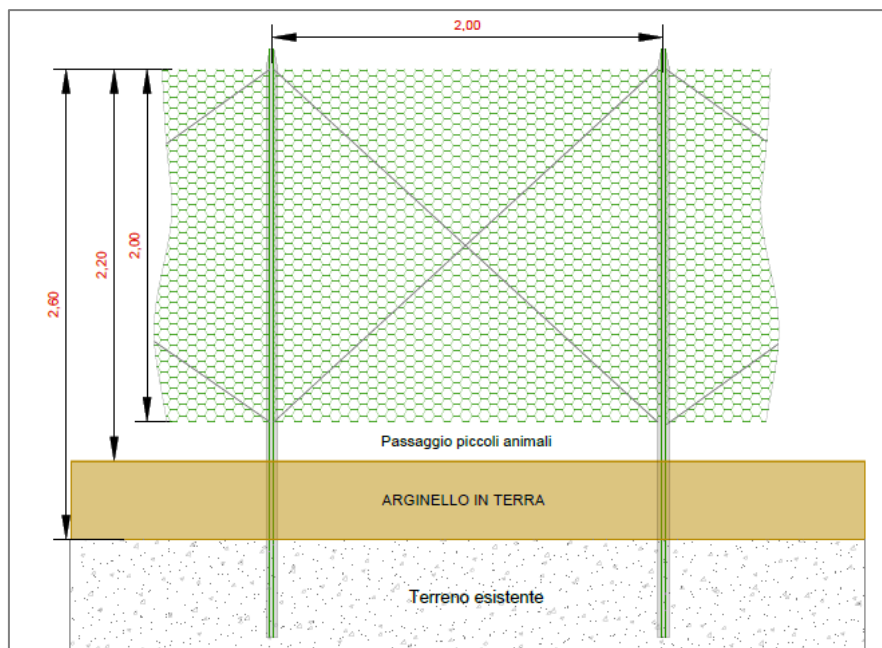 2,00
2,00
2,20
2,60
Passaggio piccoli animali
ARGINELLO IN TERRA
Terreno esistente